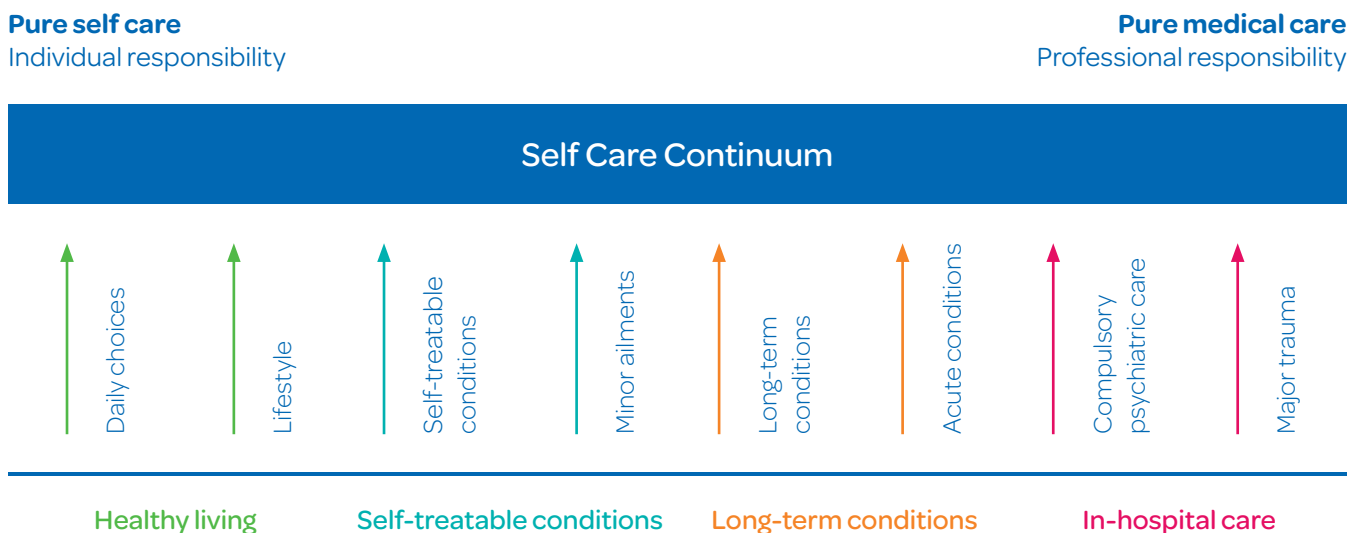 Pure self care
Individual responsibility
Pure medical care
Professional responsibility
Self Care Continuum
Daily choices
Lifestyle
Self-treatable
conditions
Minor ailments
Long-term
conditions
Acute conditions
Compulsory
psychiatric care
Major trauma
Healthy living
Self-treatable conditions
Long-term conditions
In-hospital care